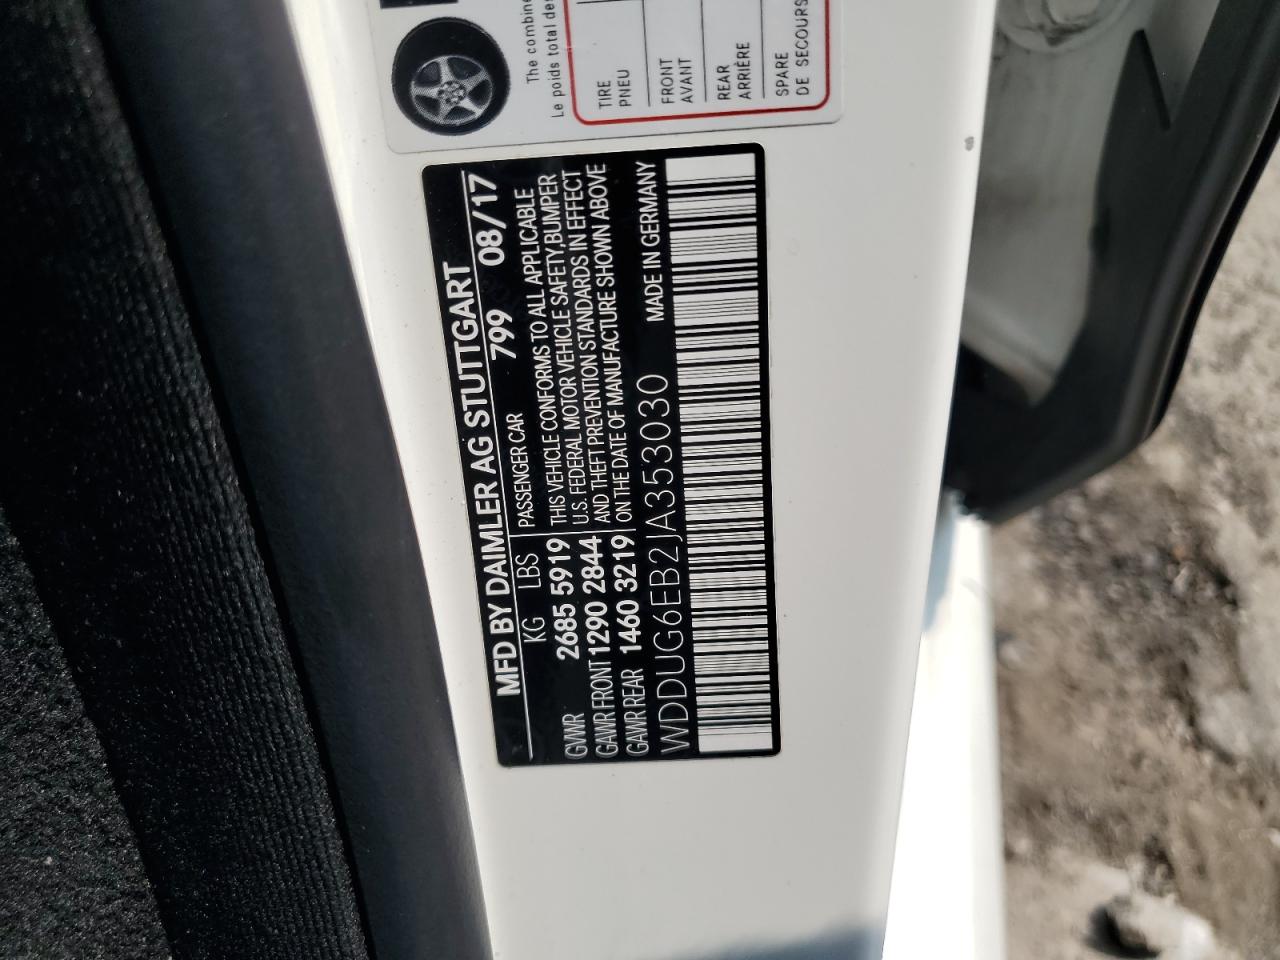 The combine
Le poids total des
TIRE
PNEU
FRONT
AVANT
REAR
ARRIÈRE
SPARE
DE SECOURS
MFD BY DAIMLER AG STUTTGART
KG LBS 799 08/17
PASSENGER CAR
GVWR 2685 5919
GAWR FRONT 1290 2844
GAWR REAR 1460 3219
THIS VEHICLE CONFORMS TO ALL APPLICABLE
U.S. FEDERAL MOTOR VEHICLE SAFETY,BUMPER
AND THEFT PREVENTION STANDARDS IN EFFECT
ON THE DATE OF MANUFACTURE SHOWN ABOVE
WDDUG6EB2JA353030 MADE IN GERMANY